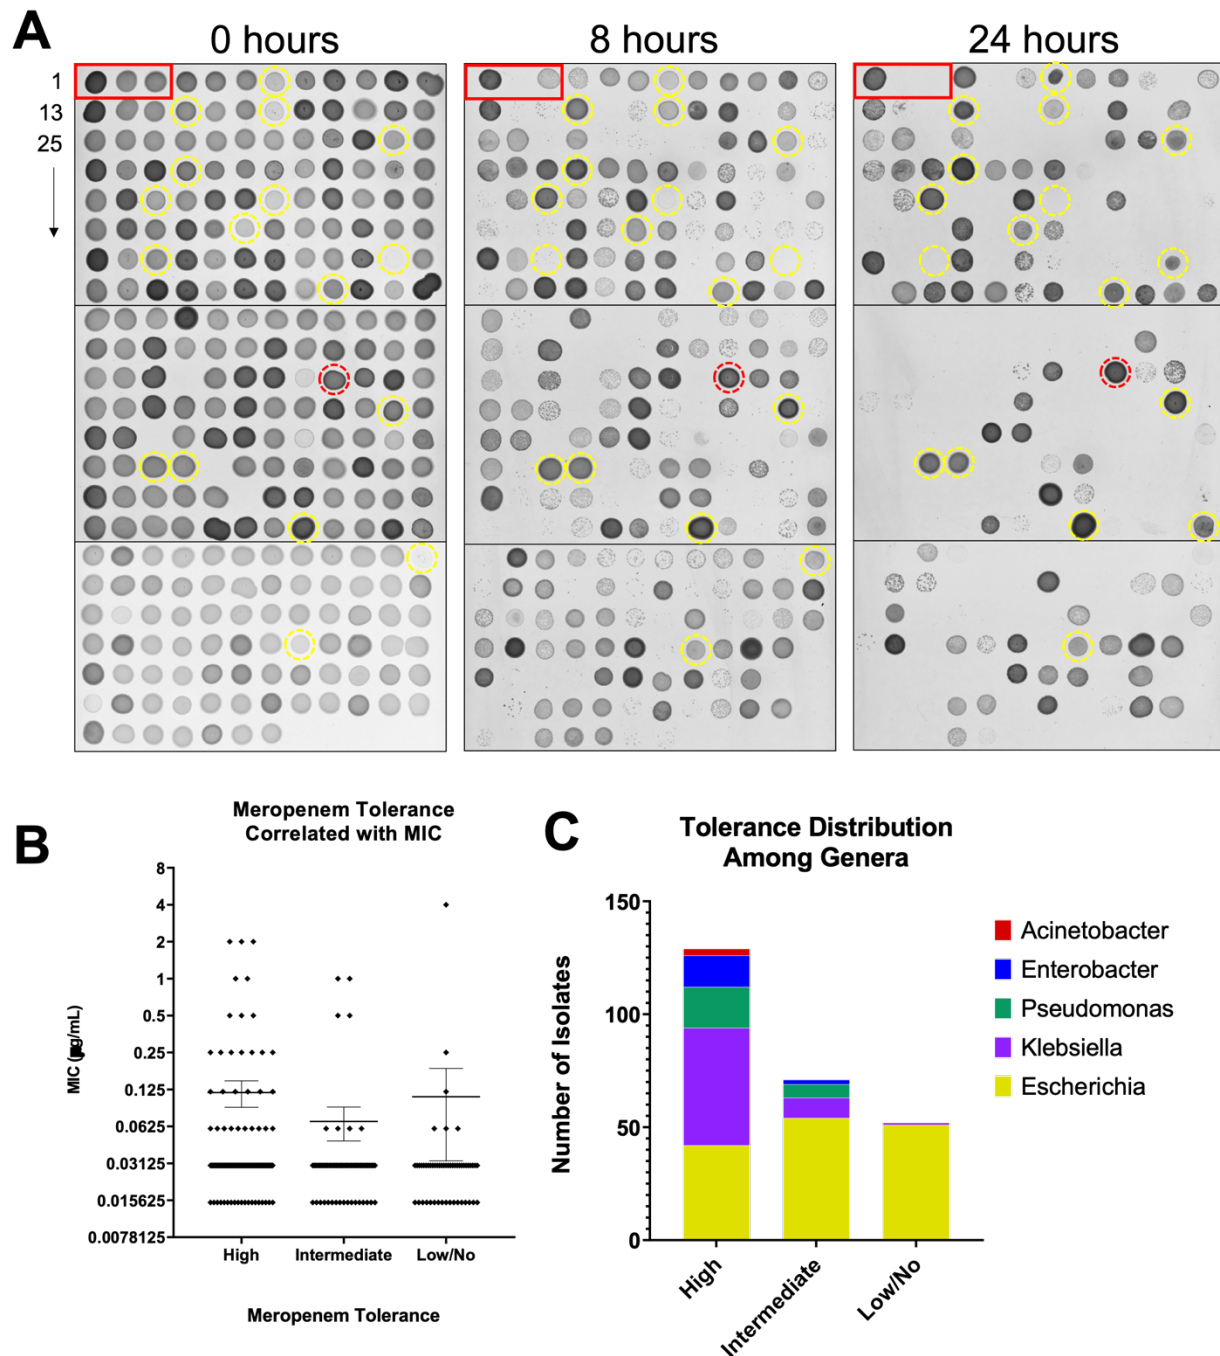 A
0 hours
8 hours
24 hours
1
13
25
B
Meropenem Tolerance
Correlated with MIC
MIC (µg/mL)
8
4
2
1
0.5
0.25
0.125
0.0625
0.03125
0.015625
0.0078125
High
Intermediate
Low/No
Meropenem Tolerance
C
Tolerance Distribution
Among Genera
Number of Isolates
150
100
50
0
High
Intermediate
Low/No
Acinetobacter
Enterobacter
Pseudomonas
Klebsiella
Escherichia